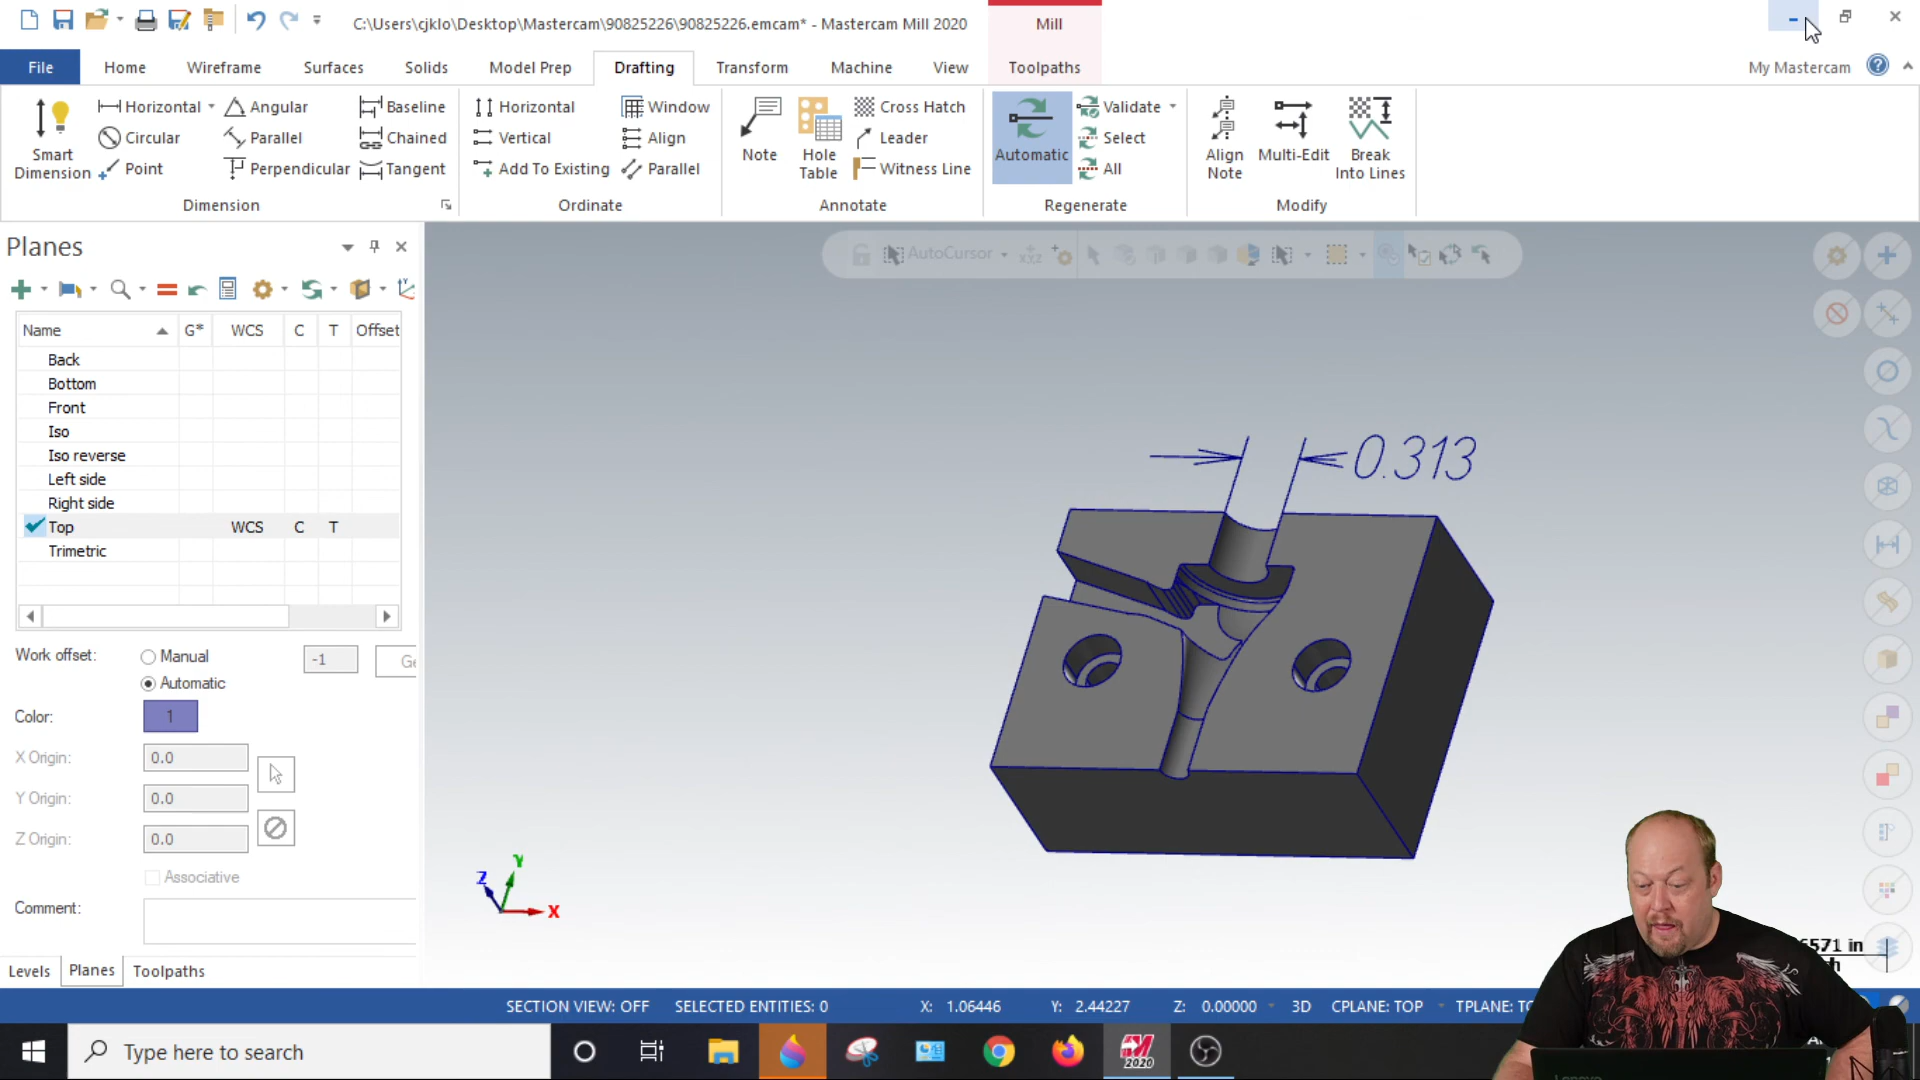 C:\Users\cjklo\Desktop\Mastercam\90825226\90825226.emcam* - Mastercam Mill 2020
Mill
File
Home
Wireframe
Surfaces
Solids
Model Prep
Drafting
Transform
Machine
View
Toolpaths
My Mastercam
Smart Dimension
Horizontal
Circular
Point
Angular
Parallel
Perpendicular
Baseline
Chained
Tangent
Dimension
Horizontal
Vertical
Add To Existing
Window
Align
Parallel
Ordinate
Note
Hole Table
Cross Hatch
Leader
Witness Line
Annotate
Automatic
Validate
Select
All
Regenerate
Align Note
Multi-Edit
Break Into Lines
Modify
Planes
AutoCursor
Name G* WCS C T Offset
Back
Bottom
Front
Iso
Iso reverse
Left side
Right side
Top WCS C T
Trimetric
Work offset: Manual -1
Automatic
Color: 1
X Origin: 0.0
Y Origin: 0.0
Z Origin: 0.0
Associative
Comment:
Levels Planes Toolpaths
0.313
Z Y X
6571 in
SECTION VIEW: OFF SELECTED ENTITIES: 0 X: 1.06446 Y: 2.44227 Z: 0.00000 3D CPLANE: TOP TPLANE:
Type here to search
2020